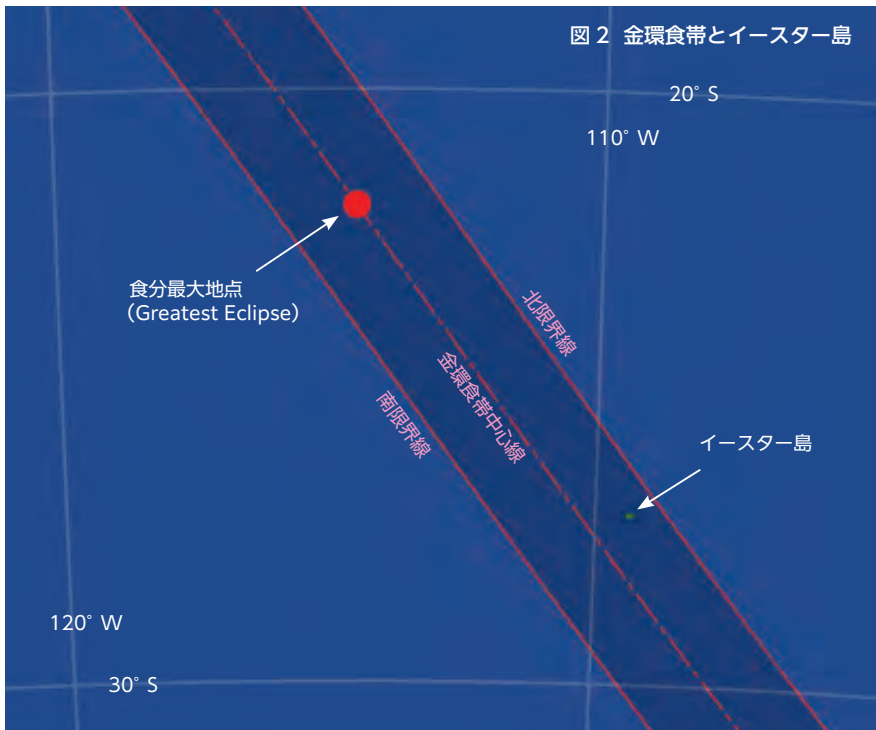 図 2 金環食帯とイースター島
20° S
110° W
食分最大地点
（Greatest Eclipse）
北限界線
金環食帯中心線
南限界線
イースター島
120° W
30° S